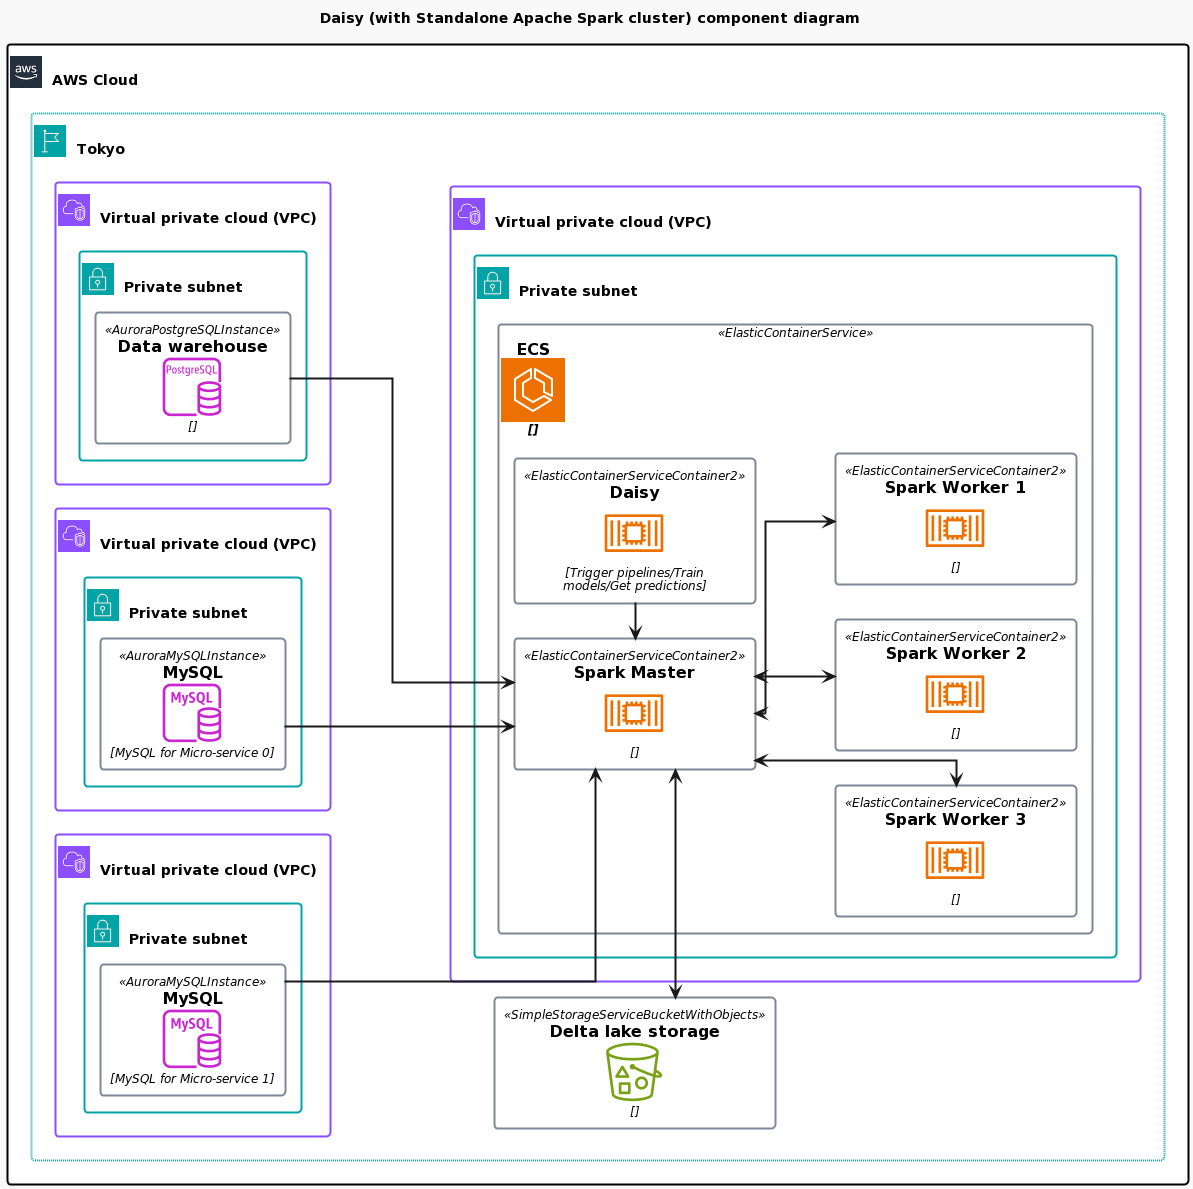 Daisy (with Standalone Apache Spark cluster) component diagram
aws
AWS Cloud
Tokyo
Virtual private cloud (VPC)
Private subnet
«AuroraPostgreSQLInstance»
Data warehouse
PostgreSQL
[]
Virtual private cloud (VPC)
Private subnet
«AuroraMySQLInstance»
MySQL
MySQL
[MySQL for Micro-service 0]
Virtual private cloud (VPC)
Private subnet
«AuroraMySQLInstance»
MySQL
MySQL
[MySQL for Micro-service 1]
Virtual private cloud (VPC)
Private subnet
«ElasticContainerService»
ECS
[]
«ElasticContainerServiceContainer2»
Daisy
[Trigger pipelines/Train
models/Get predictions]
«ElasticContainerServiceContainer2»
Spark Master
[]
«ElasticContainerServiceContainer2»
Spark Worker 1
[]
«ElasticContainerServiceContainer2»
Spark Worker 2
[]
«ElasticContainerServiceContainer2»
Spark Worker 3
[]
«SimpleStorageServiceBucketWithObjects»
Delta lake storage
[]